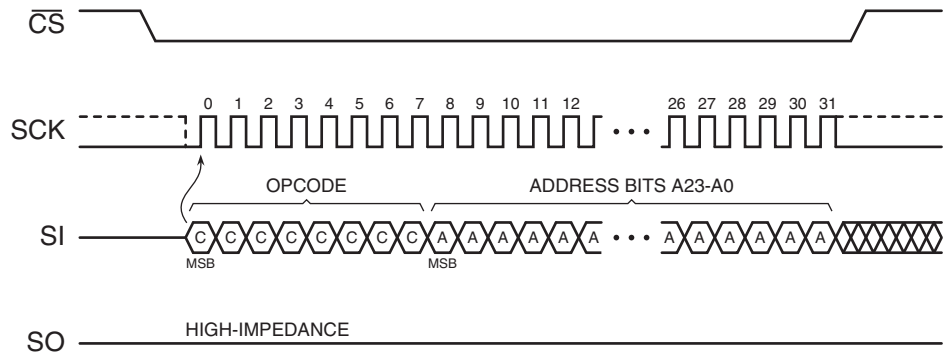 CS
0 1 2 3 4 5 6 7 8 9 10 11 12 26 27 28 29 30 31
SCK
OPCODE ADDRESS BITS A23-A0
SI C C C C C C C C A A A A A A A A A A A A
MSB MSB
HIGH-IMPEDANCE
SO